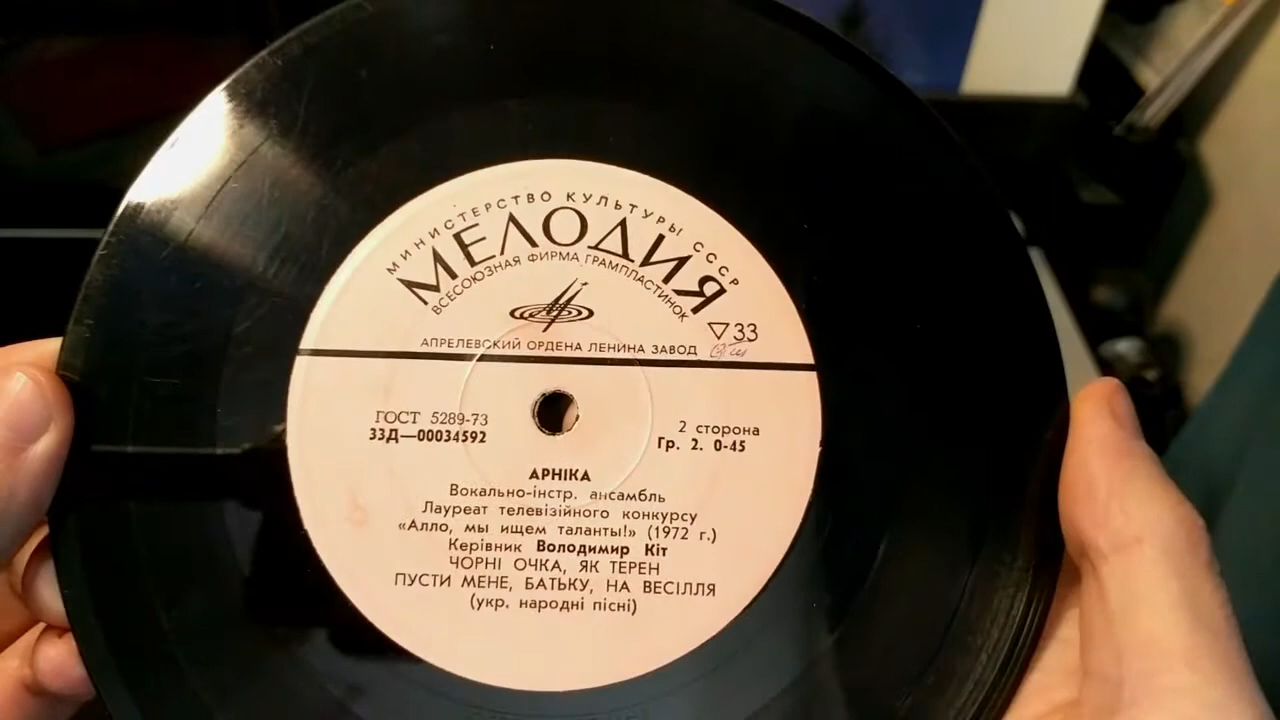 МИНИСТЕРСТВО КУЛЬТУРЫ СССР
МЕЛОДИЯ
ВСЕСОЮЗНАЯ ФИРМА ГРАМПЛАСТИНОК
▽33
АПРЕЛЕВСКИЙ ОРДЕНА ЛЕНИНА ЗАВОД
ГОСТ 5289-73
33Д—00034592
2 сторона
Гр. 2. 0-45
АРНІКА
Вокально-інстр. ансамбль
Лауреат телевізійного конкурсу
«Алло, мы ищем таланты!» (1972 г.)
Керівник Володимир Кіт
ЧОРНІ ОЧКА, ЯК ТЕРЕН
ПУСТИ МЕНЕ, БАТЬКУ, НА ВЕСІЛЛЯ
(укр. народні пісні)